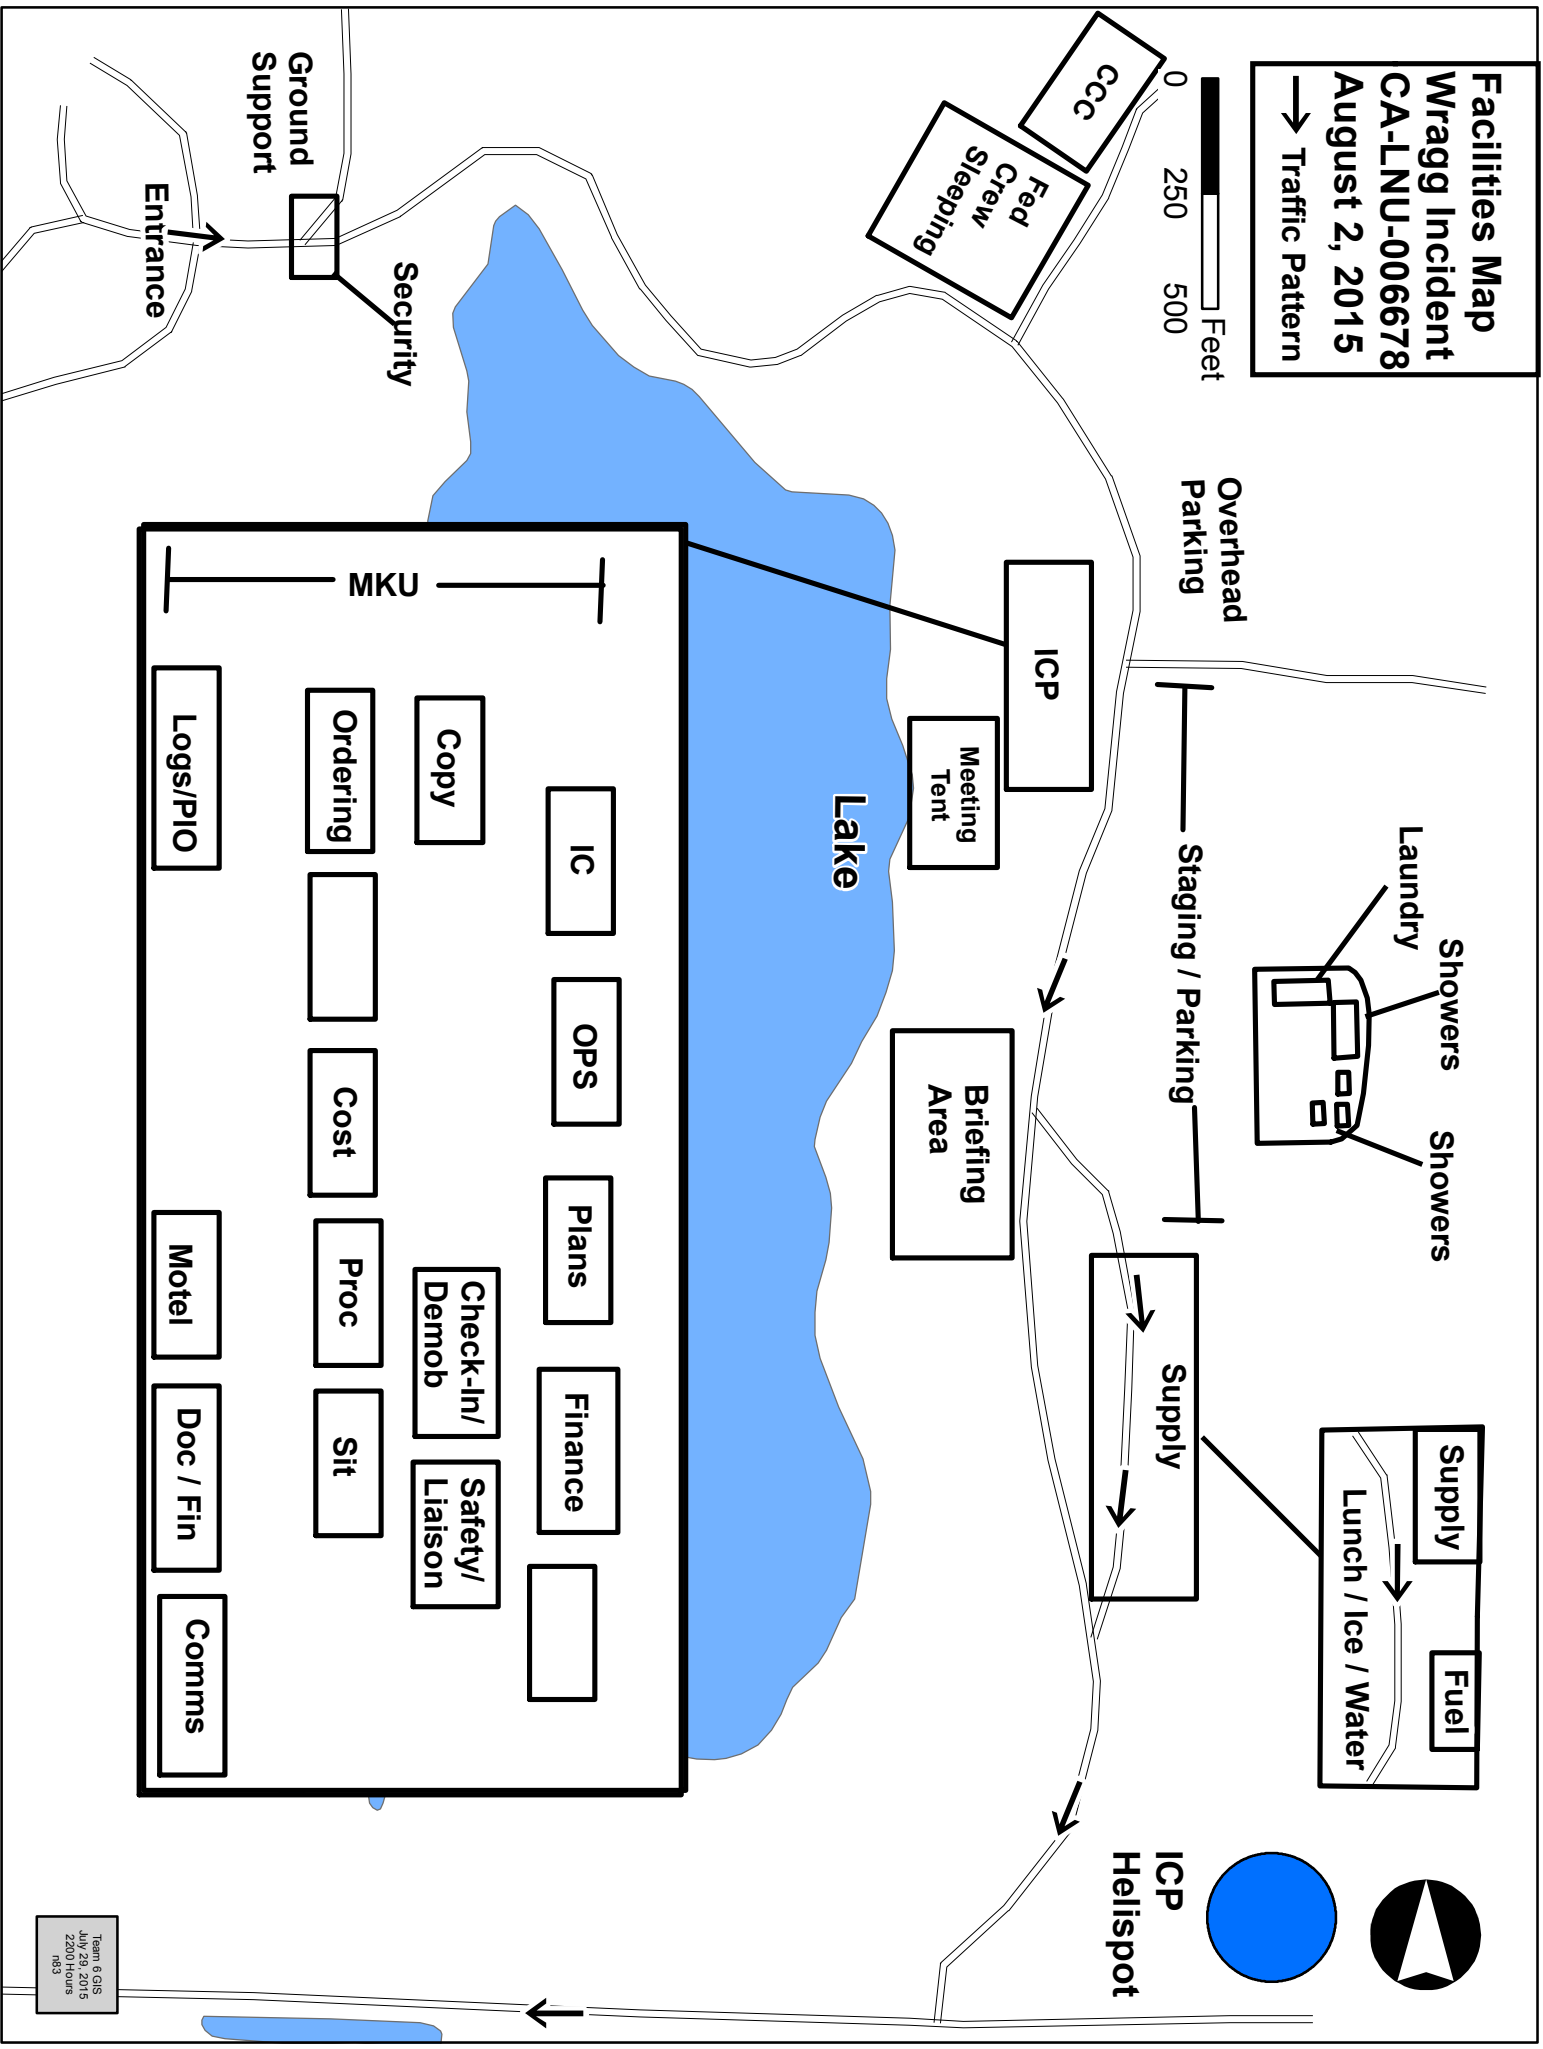 Facilities Map
Wragg Incident
CA-LNU-006678
August 2, 2015
Traffic Pattern
0 250 500
Feet
CCC
Fed
Crew
Sleeping
Overhead
Parking
Laundry
Showers
Showers
Staging / Parking
Supply
Fuel
Lunch / Ice / Water
Supply
ICP
Helispot
ICP
Meeting
Tent
Briefing
Area
Lake
Ground
Support
Security
Entrance
MKU
IC
OPS
Plans
Finance
Copy
Check-In/
Demob
Safety/
Liaison
Ordering
Cost
Proc
Sit
Logs/PIO
Motel
Doc / Fin
Comms
Team 6 GIS
July 29, 2015
2200 Hours
n83